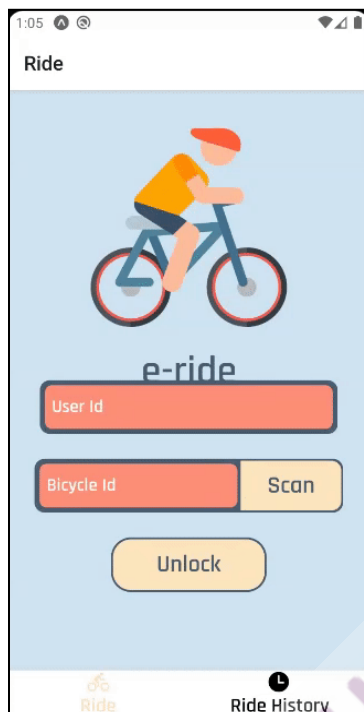 1:05
Ride
e-ride
User Id
Bicycle Id Scan
Unlock
Ride Ride History